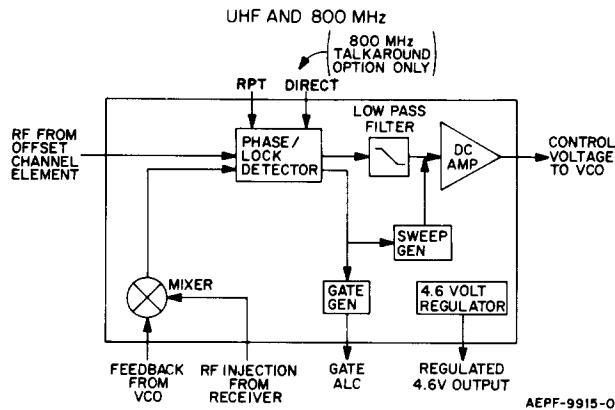 UHF AND 800 MHz
(800 MHz
TALKAROUND
OPTION ONLY)
RPT
DIRECT
RF FROM
OFFSET
CHANNEL
ELEMENT
PHASE/
LOCK
DETECTOR
LOW PASS
FILTER
DC
AMP
CONTROL
VOLTAGE
TO VCO
SWEEP
GEN
MIXER
GATE
GEN
4.6 VOLT
REGULATOR
FEEDBACK
FROM
VCO
RF INJECTION
FROM
RECEIVER
GATE
ALC
REGULATED
4.6V OUTPUT
AEPF-9915-0